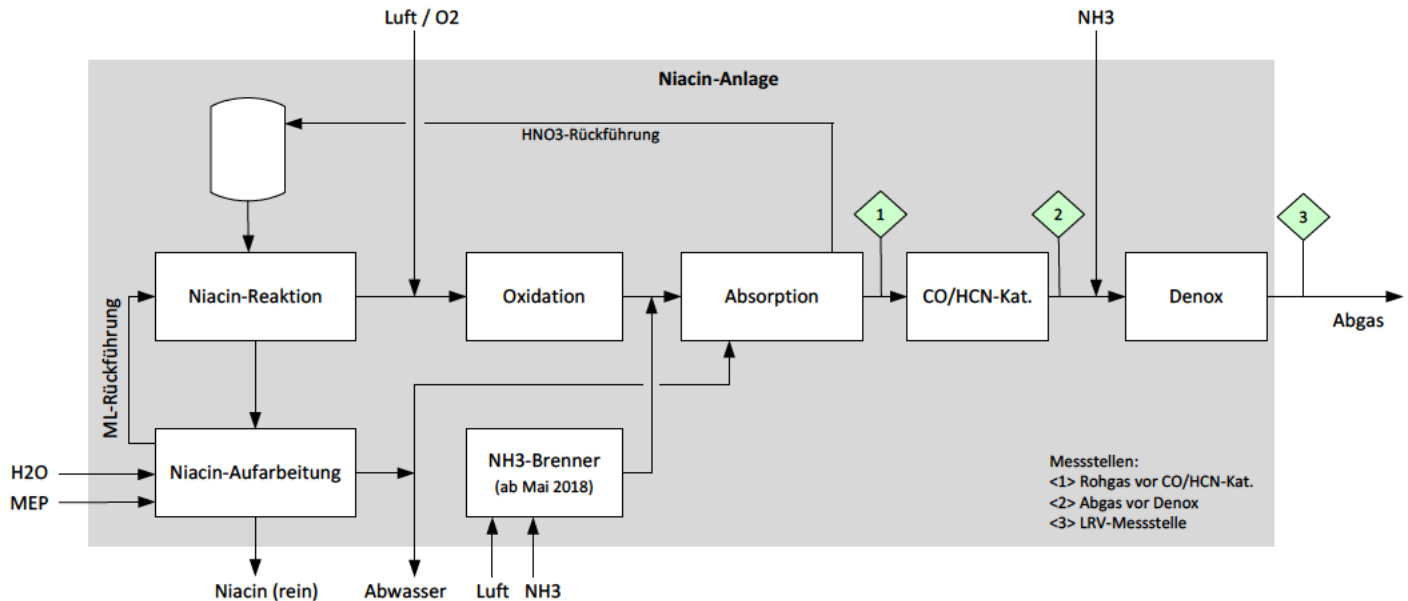 Luft / O2
NH3
Niacin-Anlage
HNO3-Rückführung
1
2
3
Niacin-Reaktion
Oxidation
Absorption
CO/HCN-Kat.
Denox
Abgas
ML-Rückführung
H2O
MEP
Niacin-Aufarbeitung
NH3-Brenner
(ab Mai 2018)
Messstellen:
<1> Rohgas vor CO/HCN-Kat.
<2> Abgas vor Denox
<3> LRV-Messstelle
Niacin (rein)
Abwasser
Luft
NH3